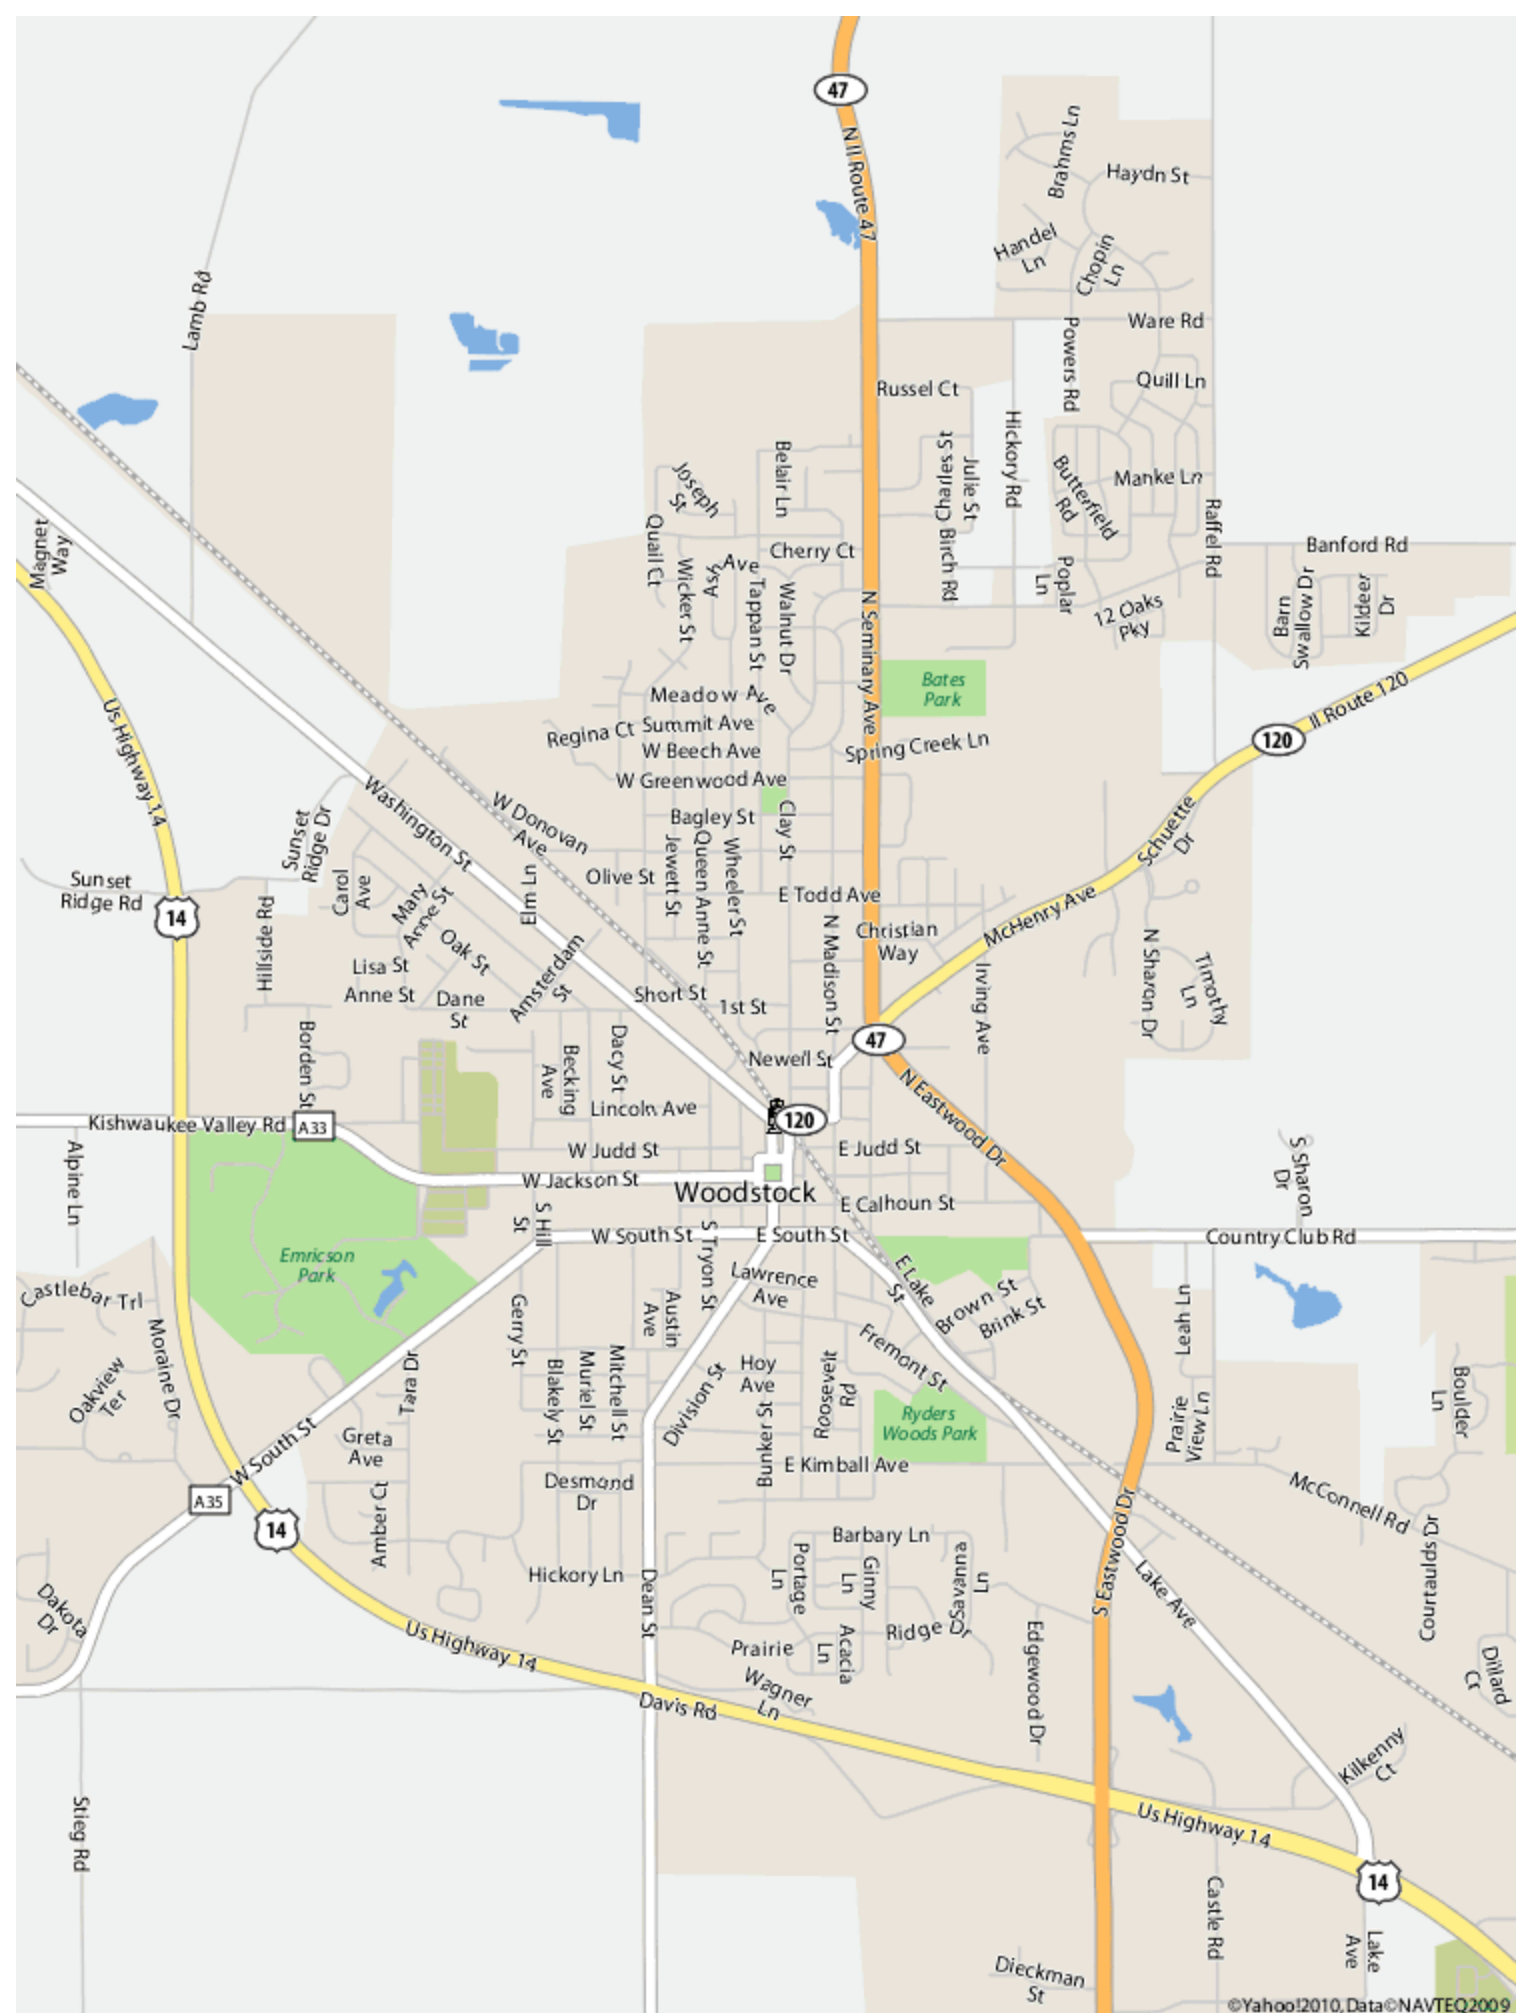 47
N Il Route 47
Brahms Ln
Haydn St
Handel
Ln
Chopin
Ln
Lamb Rd
Ware Rd
Powers Rd
Russel Ct
Quill Ln
Hickory Rd
Charles St
Julie St
Belair Ln
Joseph
St
Manke Ln
Butterfield
Rd
Raffel Rd
Magnet
Way
Quail Ct
Cherry Ct
Banford Rd
Wicker St
Ash
Ave
Tappan St
Walnut Dr
Birch Rd
Poplar
Ln
12 Oaks
Pky
Barn
Swallow Dr
Kildeer
Dr
N Seminary Ave
Bates
Park
Meadow Ave
Regina Ct
Summit Ave
W Beech Ave
Spring Creek Ln
Il Route 120
120
Us Highway 14
W Greenwood Ave
Washington St
W Donovan
Ave
Bagley St
Clay St
Sunset
Ridge Dr
Schuette
Dr
Jewett St
Queen Anne St
Wheeler St
Sunset
Ridge Rd
14
Carol
Ave
Mary
Anne St
Elm Ln
Olive St
E Todd Ave
McHenry Ave
Hillside Rd
Christian
Way
N Madison St
Oak St
Lisa St
Anne St
Dane
St
Amsterdam
St
Short St
1st St
Irving Ave
N Sharon Dr
Timothy
Ln
Borden St
Becking
Ave
Dacy St
Newell St
47
N Eastwood Dr
Lincoln Ave
120
Kishwaukee Valley Rd
A33
W Judd St
E Judd St
Alpine Ln
W Jackson St
Woodstock
S Sharon
Dr
S Hill
St
E Calhoun St
W South St
S Tryon St
E South St
Country Club Rd
Emricson
Park
Lawrence
Ave
E Lake
St
Castlebar Trl
Brown St
Brink St
Leah Ln
Gerry St
Austin
Ave
Moraine Dr
Fremont St
Oakview
Ter
Tara Dr
Blakely St
Muriel St
Mitchell St
Division St
Hoy
Ave
Roosevelt
Rd
Bunker St
Ryders
Woods Park
Prairie
View Ln
Boulder
Ln
W South St
Greta
Ave
E Kimball Ave
A35
14
Amber Ct
Desmond
Dr
McConnell Rd
S Eastwood Dr
Barbary Ln
Courtaulds Dr
Hickory Ln
Portage
Ln
Ginny
Ln
Savanna
Ln
Dakota
Dr
Dean St
Lake Ave
Us Highway 14
Prairie
Acacia
Ln
Ridge Dr
Edgewood Dr
Dillard
Ct
Wagner
Ln
Davis Rd
Kilkenny
Ct
Stieg Rd
Us Highway 14
14
Castle Rd
Lake
Ave
Dieckman
St
©Yahoo!2010,Data©NAVTEQ2009